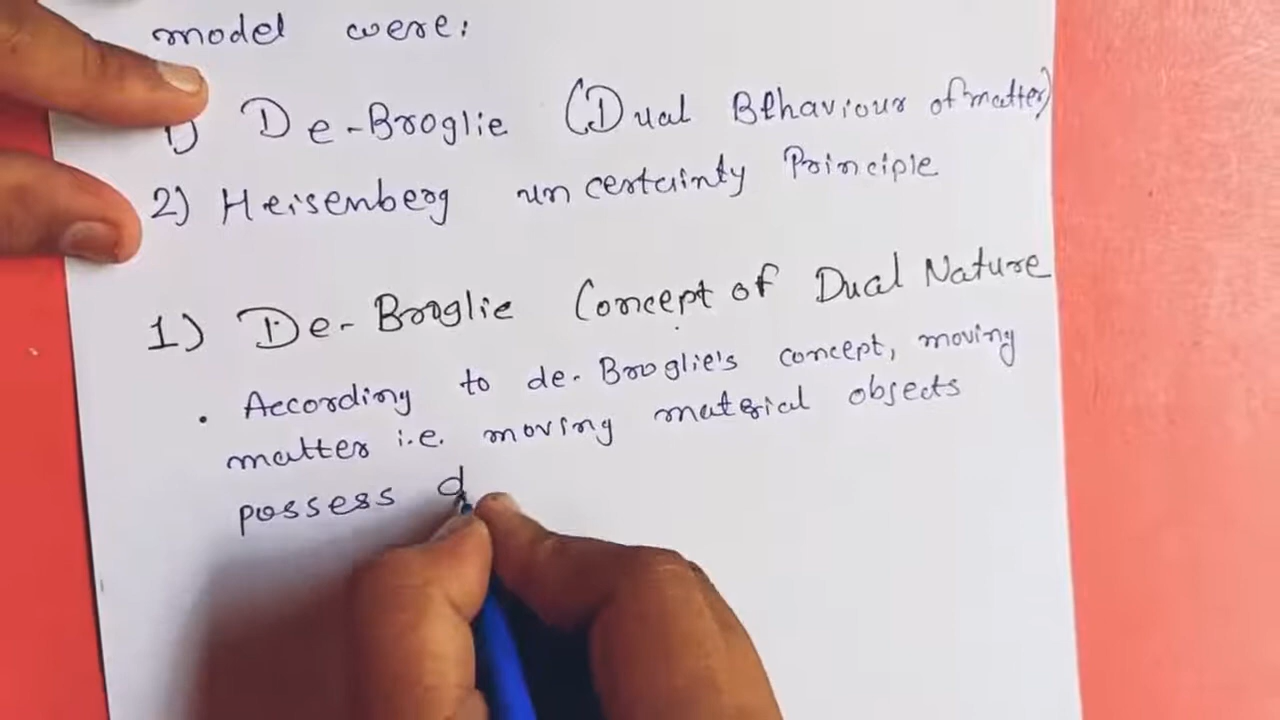 model were:
1) De-Broglie (Dual Behaviour of matter)
2) Heisenberg uncertainty Principle
1) De-Broglie Concept of Dual Nature
. According to de-Broglie's concept, moving
matter i.e. moving material objects
possess d